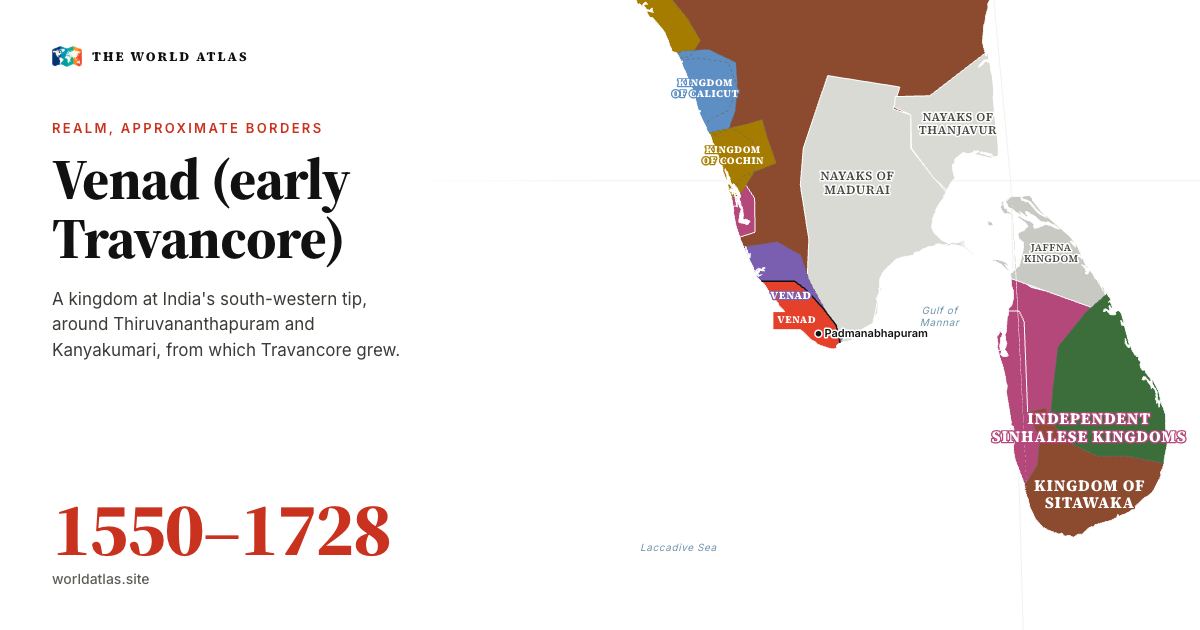 THE WORLD ATLAS
REALM, APPROXIMATE BORDERS
Venad (early
Travancore)
A kingdom at India's south-western tip,
around Thiruvananthapuram and
Kanyakumari, from which Travancore grew.
1550–1728
worldatlas.site
KINGDOM
OF CALICUT
KINGDOM
OF COCHIN
NAYAKS OF
THANJAVUR
NAYAKS OF
MADURAI
JAFFNA
KINGDOM
VENAD
VENAD
Padmanabhapuram
Gulf of
Mannar
INDEPENDENT
SINHALESE KINGDOMS
KINGDOM OF
SITAWAKA
Laccadive Sea